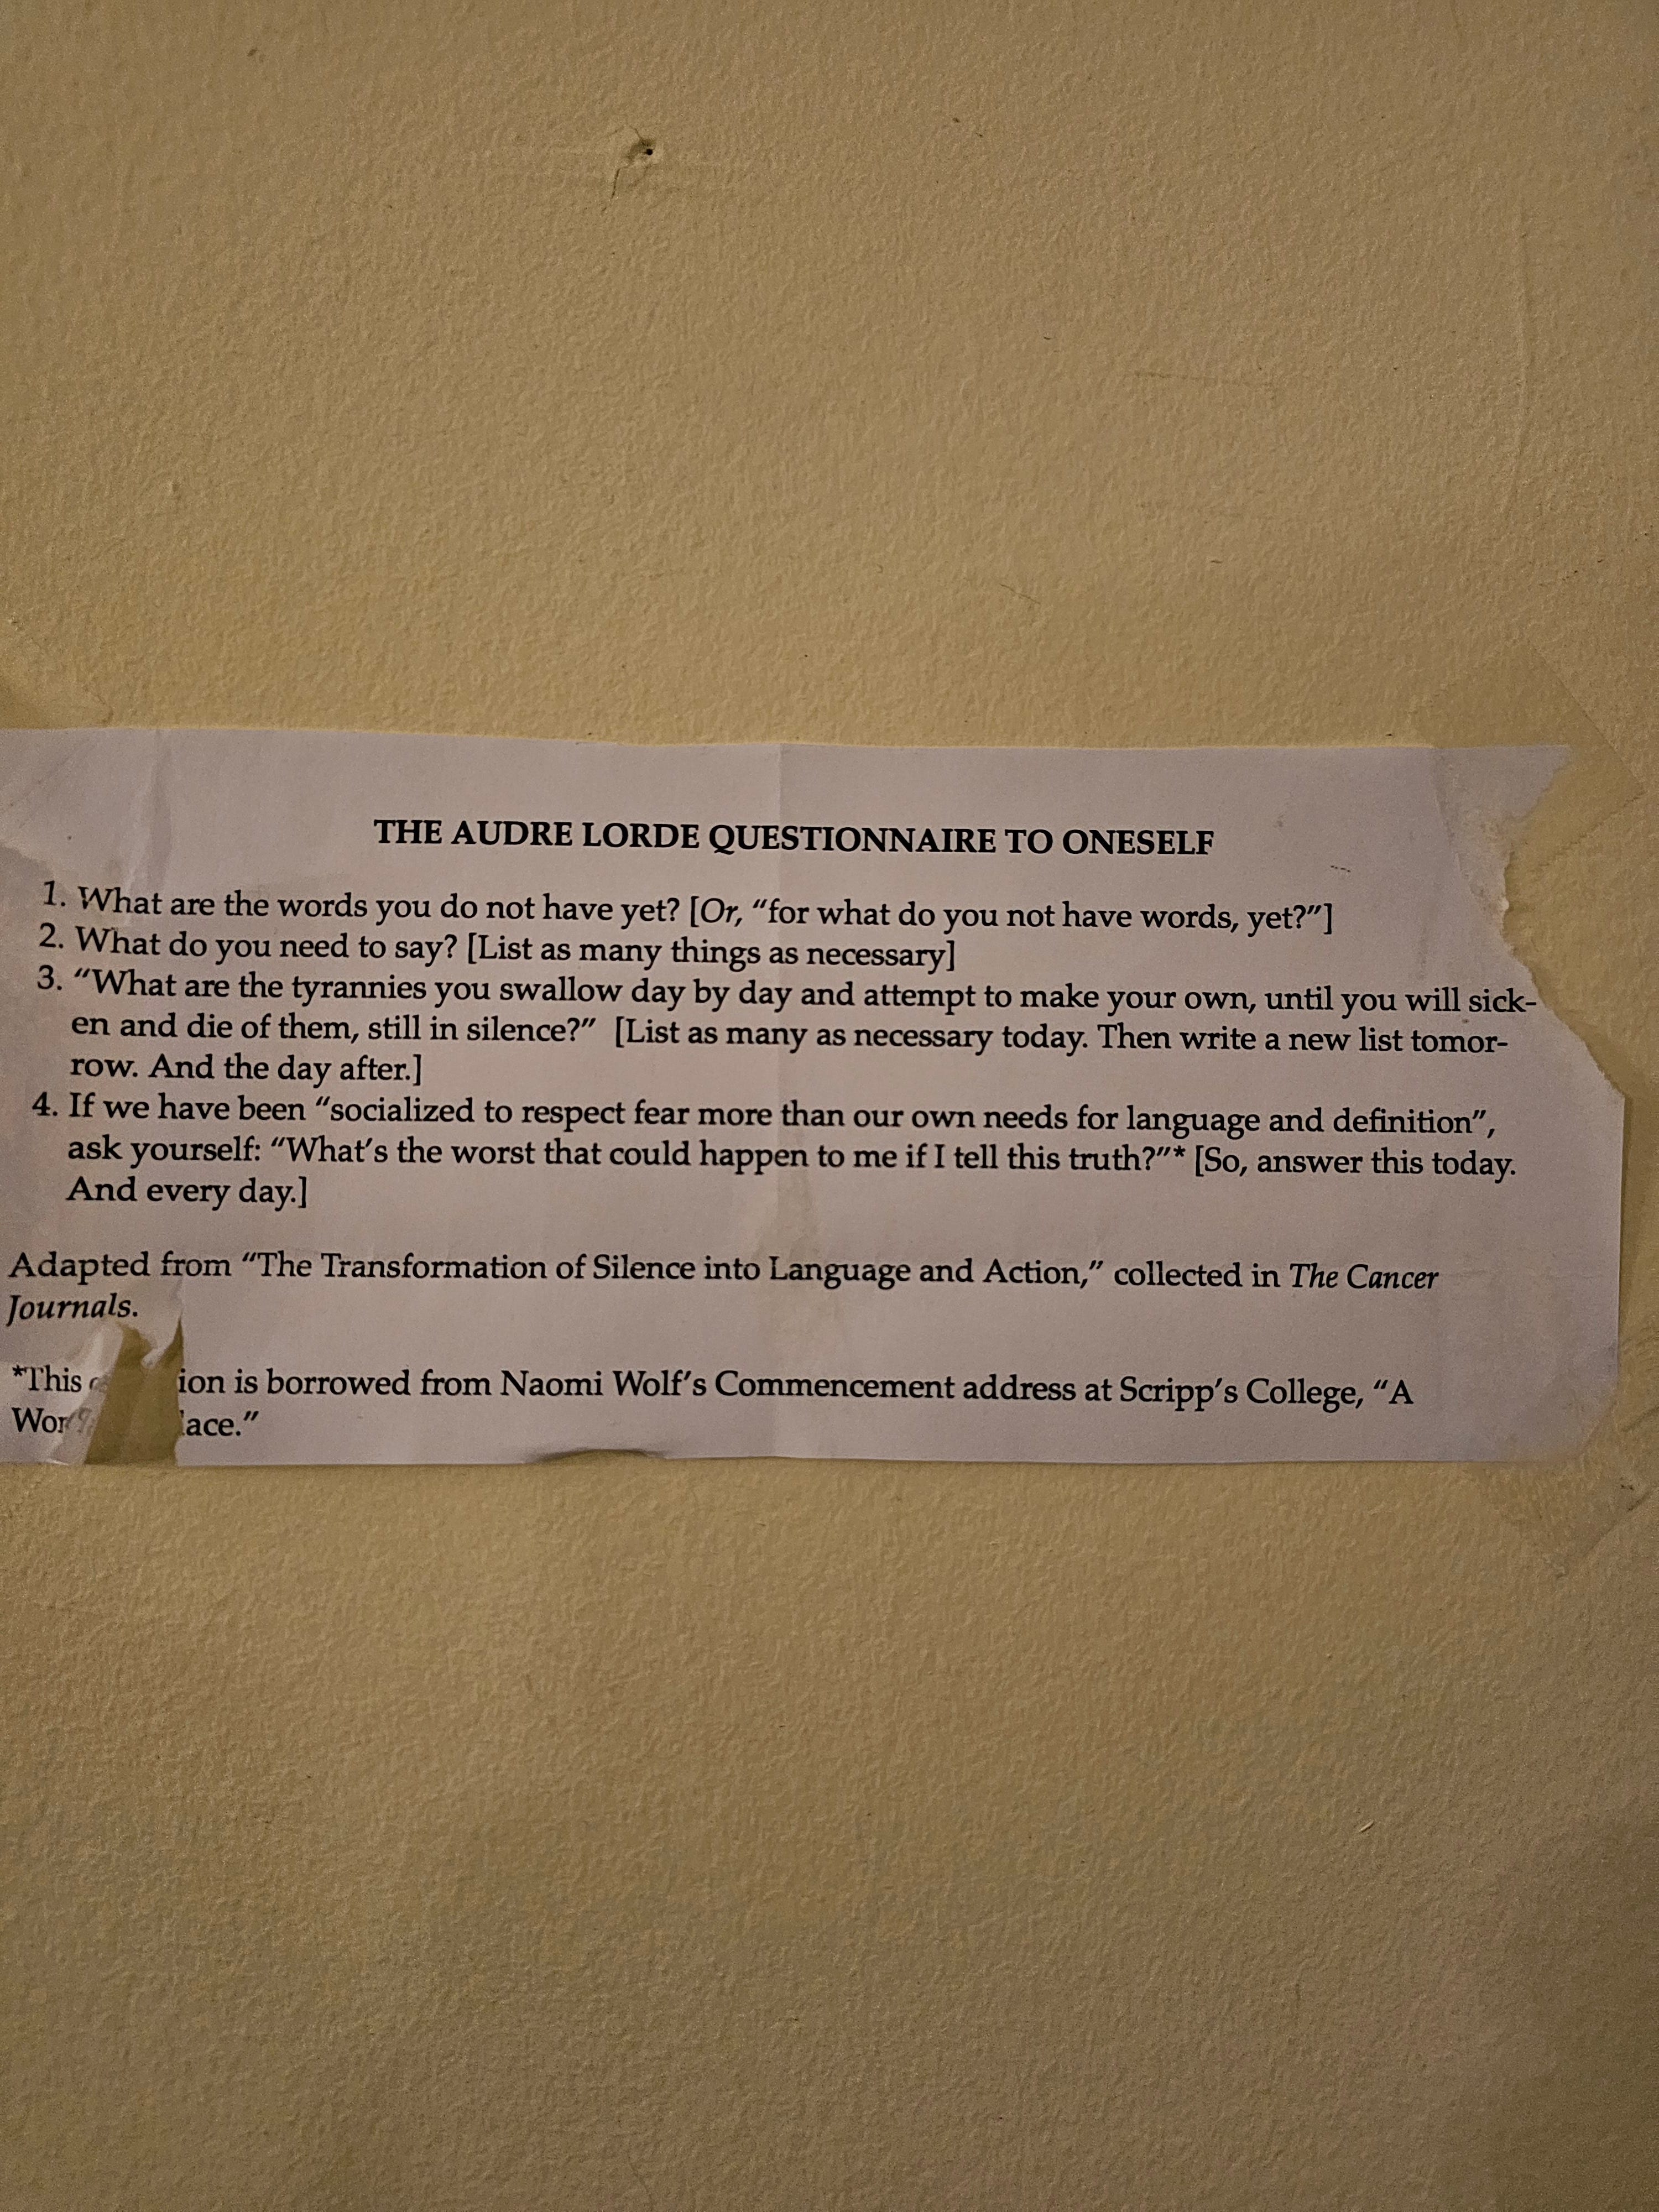 THE AUDRE LORDE QUESTIONNAIRE TO ONESELF
1. What are the words you do not have yet? [Or, “for what do you not have words, yet?”]
2. What do you need to say? [List as many things as necessary]
3. “What are the tyrannies you swallow day by day and attempt to make your own, until you will sick-
en and die of them, still in silence?” [List as many as necessary today. Then write a new list tomor-
row. And the day after.]
4. If we have been “socialized to respect fear more than our own needs for language and definition”,
ask yourself: “What’s the worst that could happen to me if I tell this truth?”* [So, answer this today.
And every day.]
Adapted from “The Transformation of Silence into Language and Action,” collected in The Cancer
Journals.
*This ion is borrowed from Naomi Wolf’s Commencement address at Scripp’s College, “A
Wor lace.”